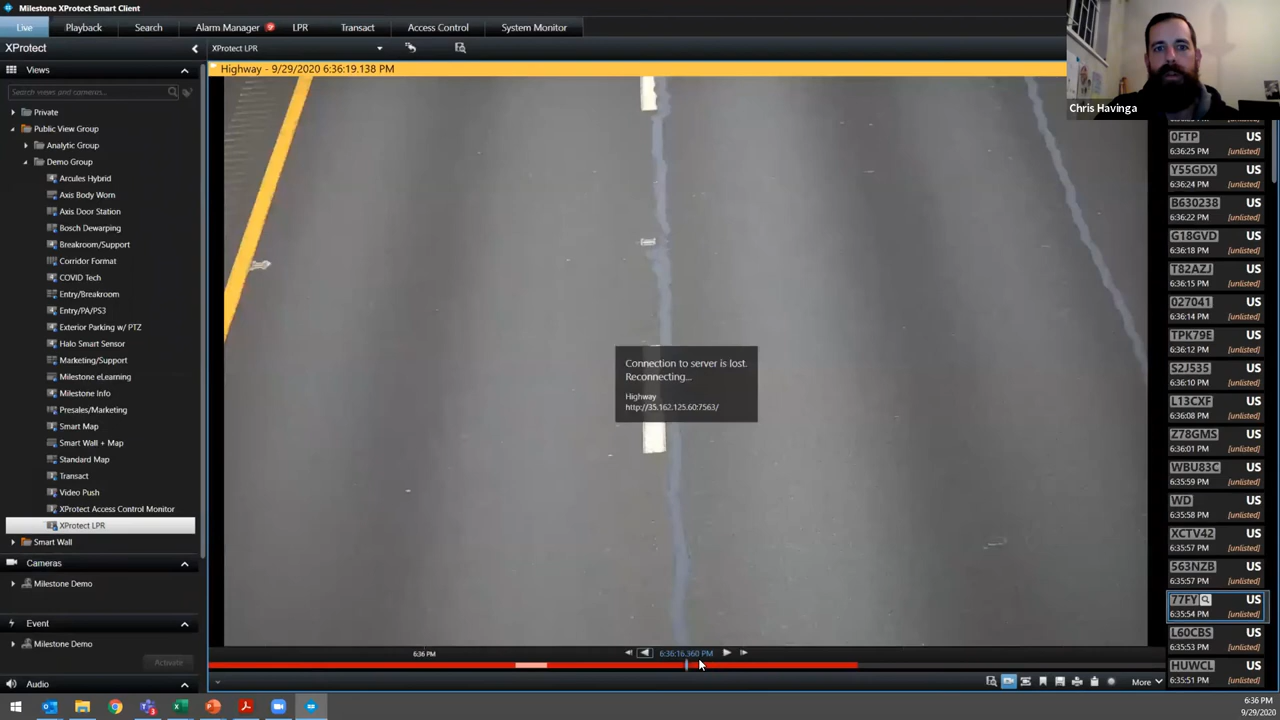 Milestone XProtect Smart Client
Live
Playback
Search
Alarm Manager
LPR
Transact
Access Control
System Monitor
XProtect
XProtect LPR
Views
Highway - 9/29/2020 6:36:19.138 PM
Search views and cameras...
Private
Public View Group
Analytic Group
Demo Group
Arcules Hybrid
Axis Body Worn
Axis Door Station
Bosch Dewarping
Breakroom/Support
Corridor Format
COVID Tech
Entry/Breakroom
Entry/PA/PS3
Exterior Parking w/ PTZ
Halo Smart Sensor
Marketing/Support
Milestone eLearning
Milestone Info
Presales/Marketing
Smart Map
Smart Wall + Map
Standard Map
Transact
Video Push
XProtect Access Control Monitor
XProtect LPR
Smart Wall
Cameras
Milestone Demo
Event
Milestone Demo
Activate
Audio
Connection to server is lost.
Reconnecting...
Highway
http://35.162.125.60:7563/
6:36 PM
6:36:16.360 PM
More
Chris Havinga
0FTP US
6:36:25 PM [unlisted]
Y55GDX US
6:36:24 PM [unlisted]
B630238 US
6:36:22 PM [unlisted]
G18GVD US
6:36:18 PM [unlisted]
T82AZJ US
6:36:15 PM [unlisted]
027041 US
6:36:14 PM [unlisted]
TPK79E US
6:36:12 PM [unlisted]
S2J535 US
6:36:10 PM [unlisted]
L13CXF US
6:36:08 PM [unlisted]
Z78GMS US
6:36:01 PM [unlisted]
WBU83C US
6:35:59 PM [unlisted]
WD US
6:35:58 PM [unlisted]
XCTV42 US
6:35:57 PM [unlisted]
563NZB US
6:35:57 PM [unlisted]
77FY US
6:35:54 PM [unlisted]
L60CBS US
6:35:53 PM [unlisted]
HUWCL US
6:35:51 PM [unlisted]
6:36 PM
9/29/2020